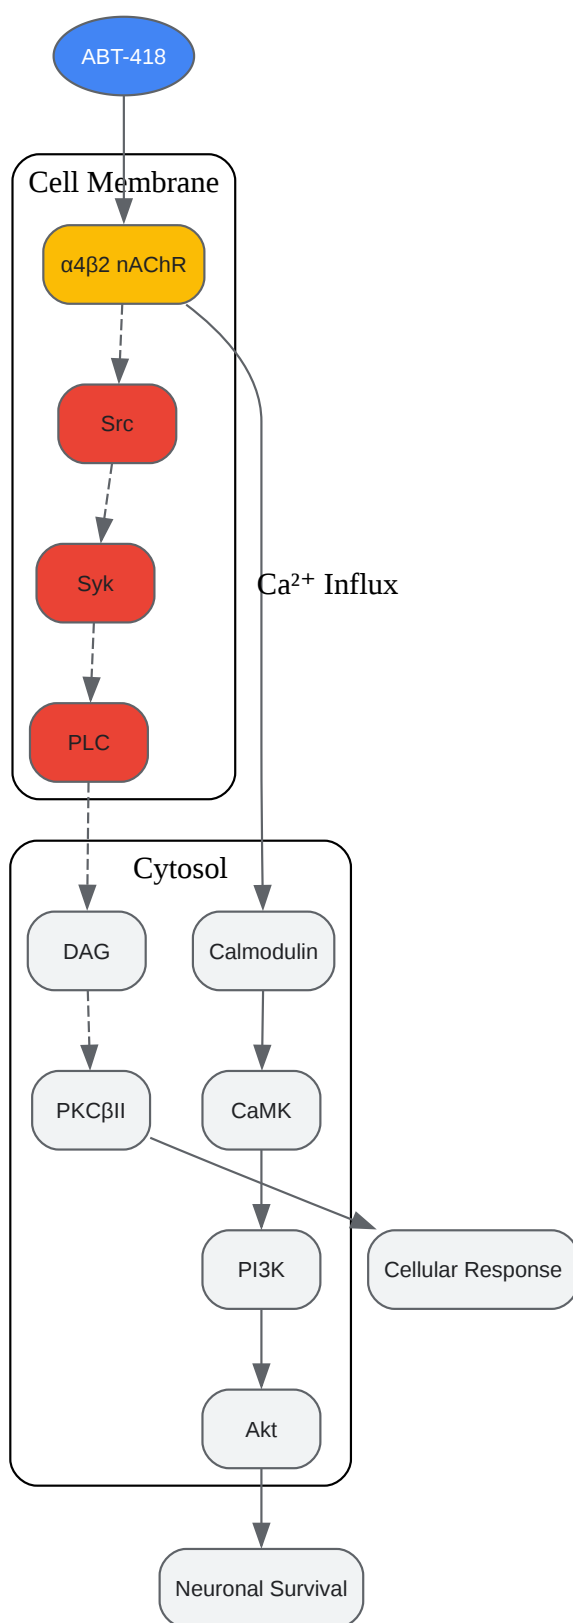 ABT-418
Cell Membrane
α4β2 nAChR
Src
Syk
Ca²⁺ Influx
PLC
Cytosol
DAG
Calmodulin
PKCβII
CaMK
PI3K
Cellular Response
Akt
Neuronal Survival